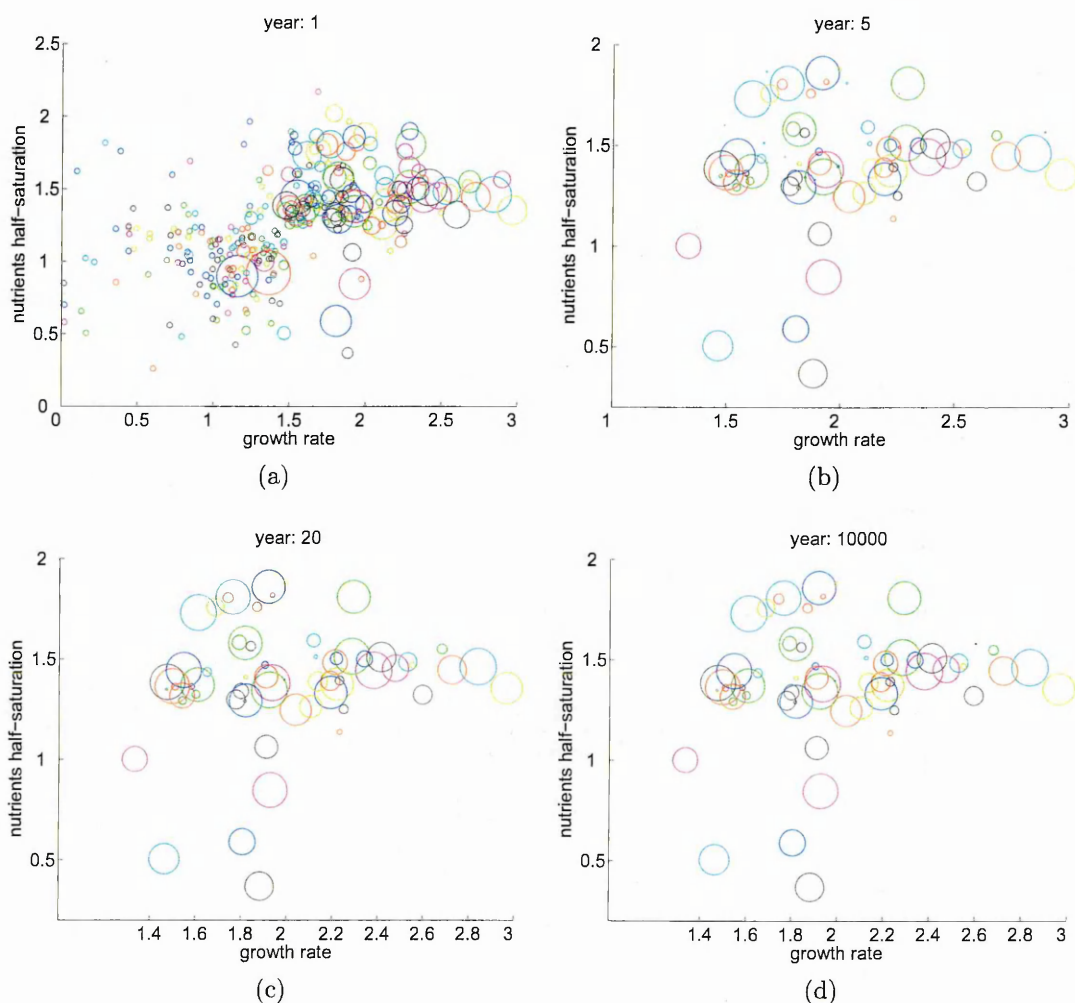 year: 1
2.5
2
1.5
1
0.5
0
nutrients half-saturation
0 0.5 1 1.5 2 2.5 3
growth rate
(a)
year: 5
2
1.5
1
0.5
nutrients half-saturation
1 1.5 2 2.5 3
growth rate
(b)
year: 20
2
1.5
1
0.5
nutrients half-saturation
1.4 1.6 1.8 2 2.2 2.4 2.6 2.8 3
growth rate
(c)
year: 10000
2
1.5
1
0.5
nutrients half-saturation
1.4 1.6 1.8 2 2.2 2.4 2.6 2.8 3
growth rate
(d)